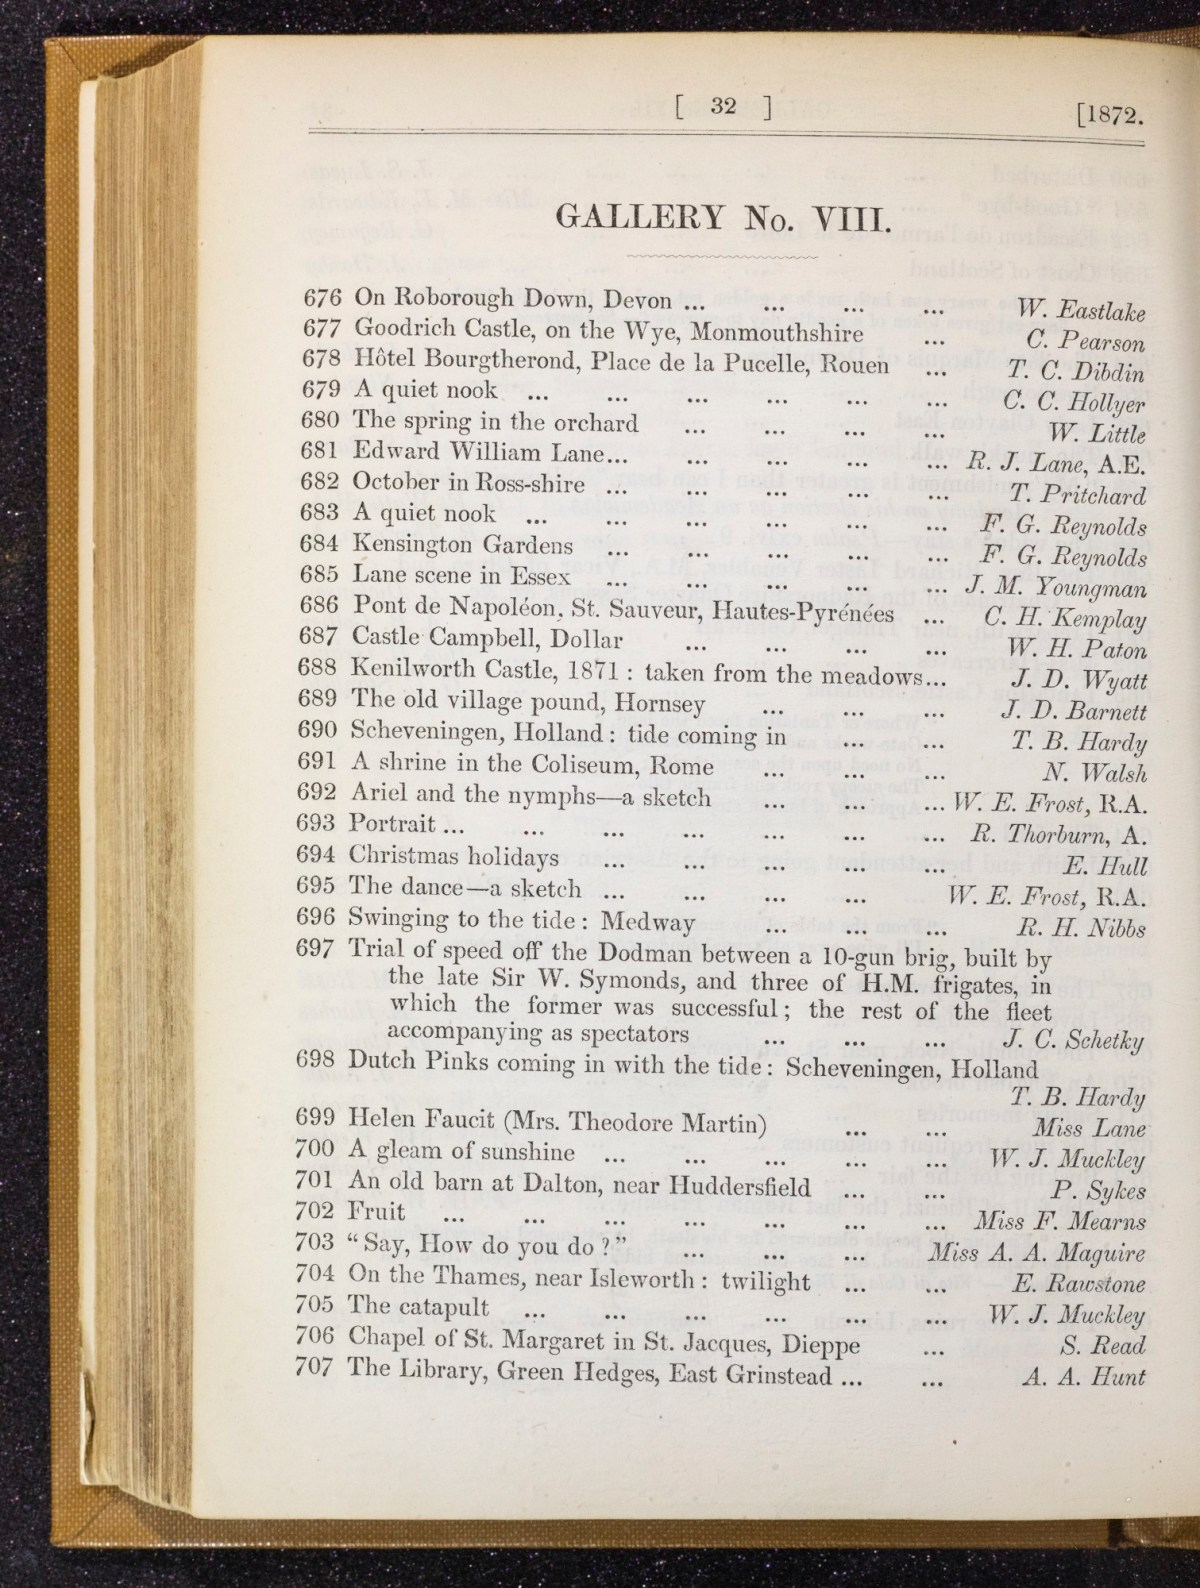 [ 32 ] [1872.
GALLERY No. VIII.
676 On Roborough Down, Devon ... ... ... ... W. Eastlake
677 Goodrich Castle, on the Wye, Monmouthshire ... C. Pearson
678 Hôtel Bourgtherond, Place de la Pucelle, Rouen ... T. C. Dibdin
679 A quiet nook ... ... ... ... ... ... C. C. Hollyer
680 The spring in the orchard ... ... ... ... W. Little
681 Edward William Lane... ... ... ... ... R. J. Lane, A.E.
682 October in Ross-shire ... ... ... ... ... T. Pritchard
683 A quiet nook ... ... ... ... ... ... F. G. Reynolds
684 Kensington Gardens ... ... ... ... ... F. G. Reynolds
685 Lane scene in Essex ... ... ... ... ... J. M. Youngman
686 Pont de Napoléon, St. Sauveur, Hautes-Pyrénées ... C. H. Kemplay
687 Castle Campbell, Dollar ... ... ... ... W. H. Paton
688 Kenilworth Castle, 1871 : taken from the meadows... J. D. Wyatt
689 The old village pound, Hornsey ... ... ... J. D. Barnett
690 Scheveningen, Holland : tide coming in ... ... T. B. Hardy
691 A shrine in the Coliseum, Rome ... ... ... N. Walsh
692 Ariel and the nymphs—a sketch ... ... ... W. E. Frost, R.A.
693 Portrait ... ... ... ... ... ... ... R. Thorburn, A.
694 Christmas holidays ... ... ... ... ... E. Hull
695 The dance—a sketch ... ... ... ... W. E. Frost, R.A.
696 Swinging to the tide : Medway ... ... ... R. H. Nibbs
697 Trial of speed off the Dodman between a 10-gun brig, built by
the late Sir W. Symonds, and three of H.M. frigates, in
which the former was successful ; the rest of the fleet
accompanying as spectators ... ... ... J. C. Schetky
698 Dutch Pinks coming in with the tide : Scheveningen, Holland
T. B. Hardy
699 Helen Faucit (Mrs. Theodore Martin) ... ... Miss Lane
700 A gleam of sunshine ... ... ... ... ... W. J. Muckley
701 An old barn at Dalton, near Huddersfield ... ... P. Sykes
702 Fruit ... ... ... ... ... ... ... Miss F. Mearns
703 “ Say, How do you do ? ” ... ... ... Miss A. A. Maguire
704 On the Thames, near Isleworth : twilight ... ... E. Rawstone
705 The catapult ... ... ... ... ... ... W. J. Muckley
706 Chapel of St. Margaret in St. Jacques, Dieppe ... S. Read
707 The Library, Green Hedges, East Grinstead ... ... A. A. Hunt